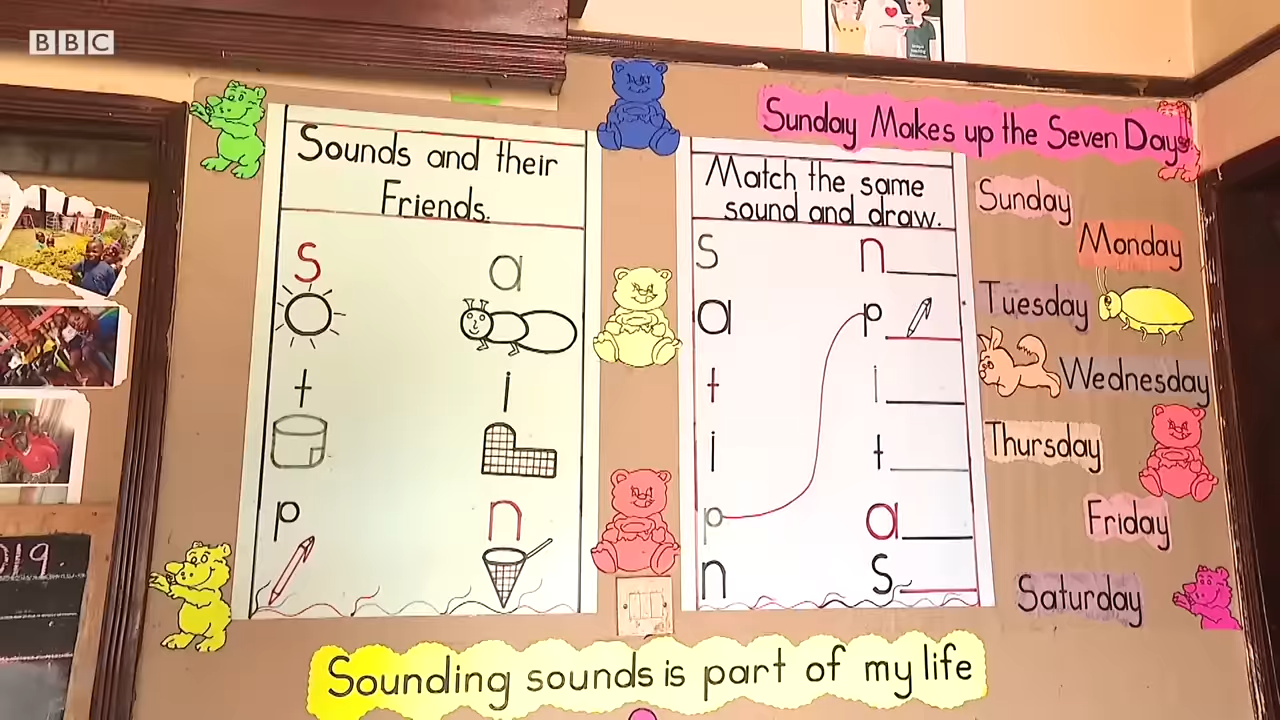 BBC
Sounds and their
Friends.
s a
t i
p n
Match the same
sound and draw.
s n
a p
t i
i t
p a
n s
Sunday Makes up the Seven Days.
Sunday
Monday
Tuesday
Wednesday
Thursday
Friday
Saturday
019.
Sounding sounds is part of my life